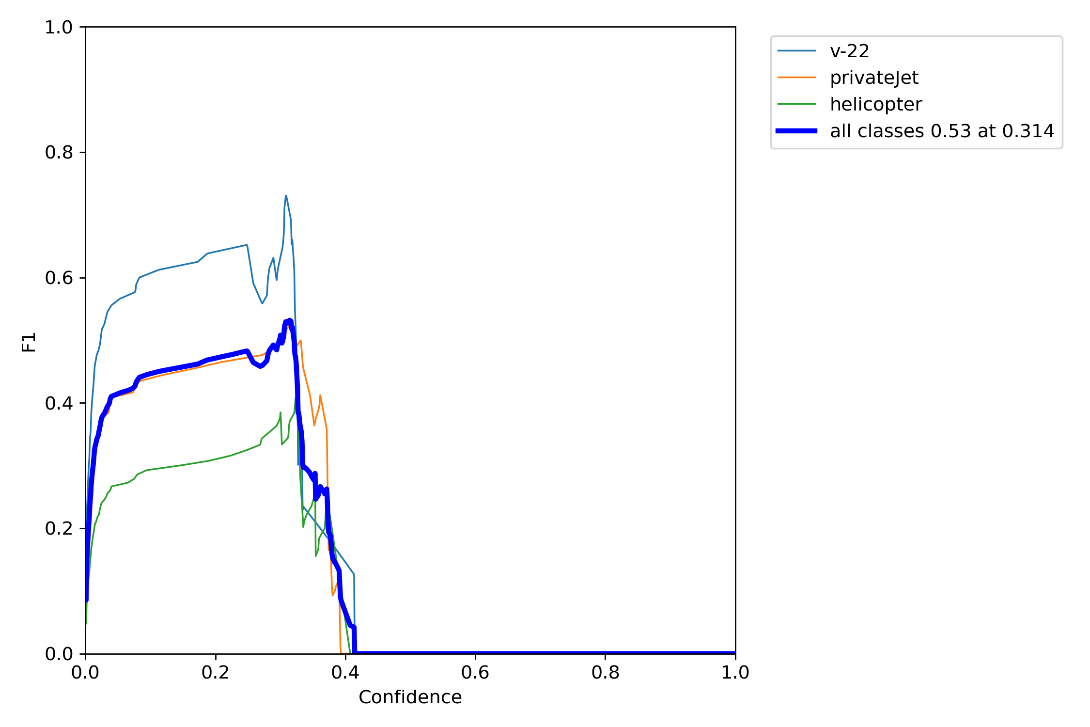 1.0
0.8
0.6
0.4
0.2
0.0
F1
0.0 0.2 0.4 0.6 0.8 1.0
Confidence
v-22
privateJet
helicopter
all classes 0.53 at 0.314